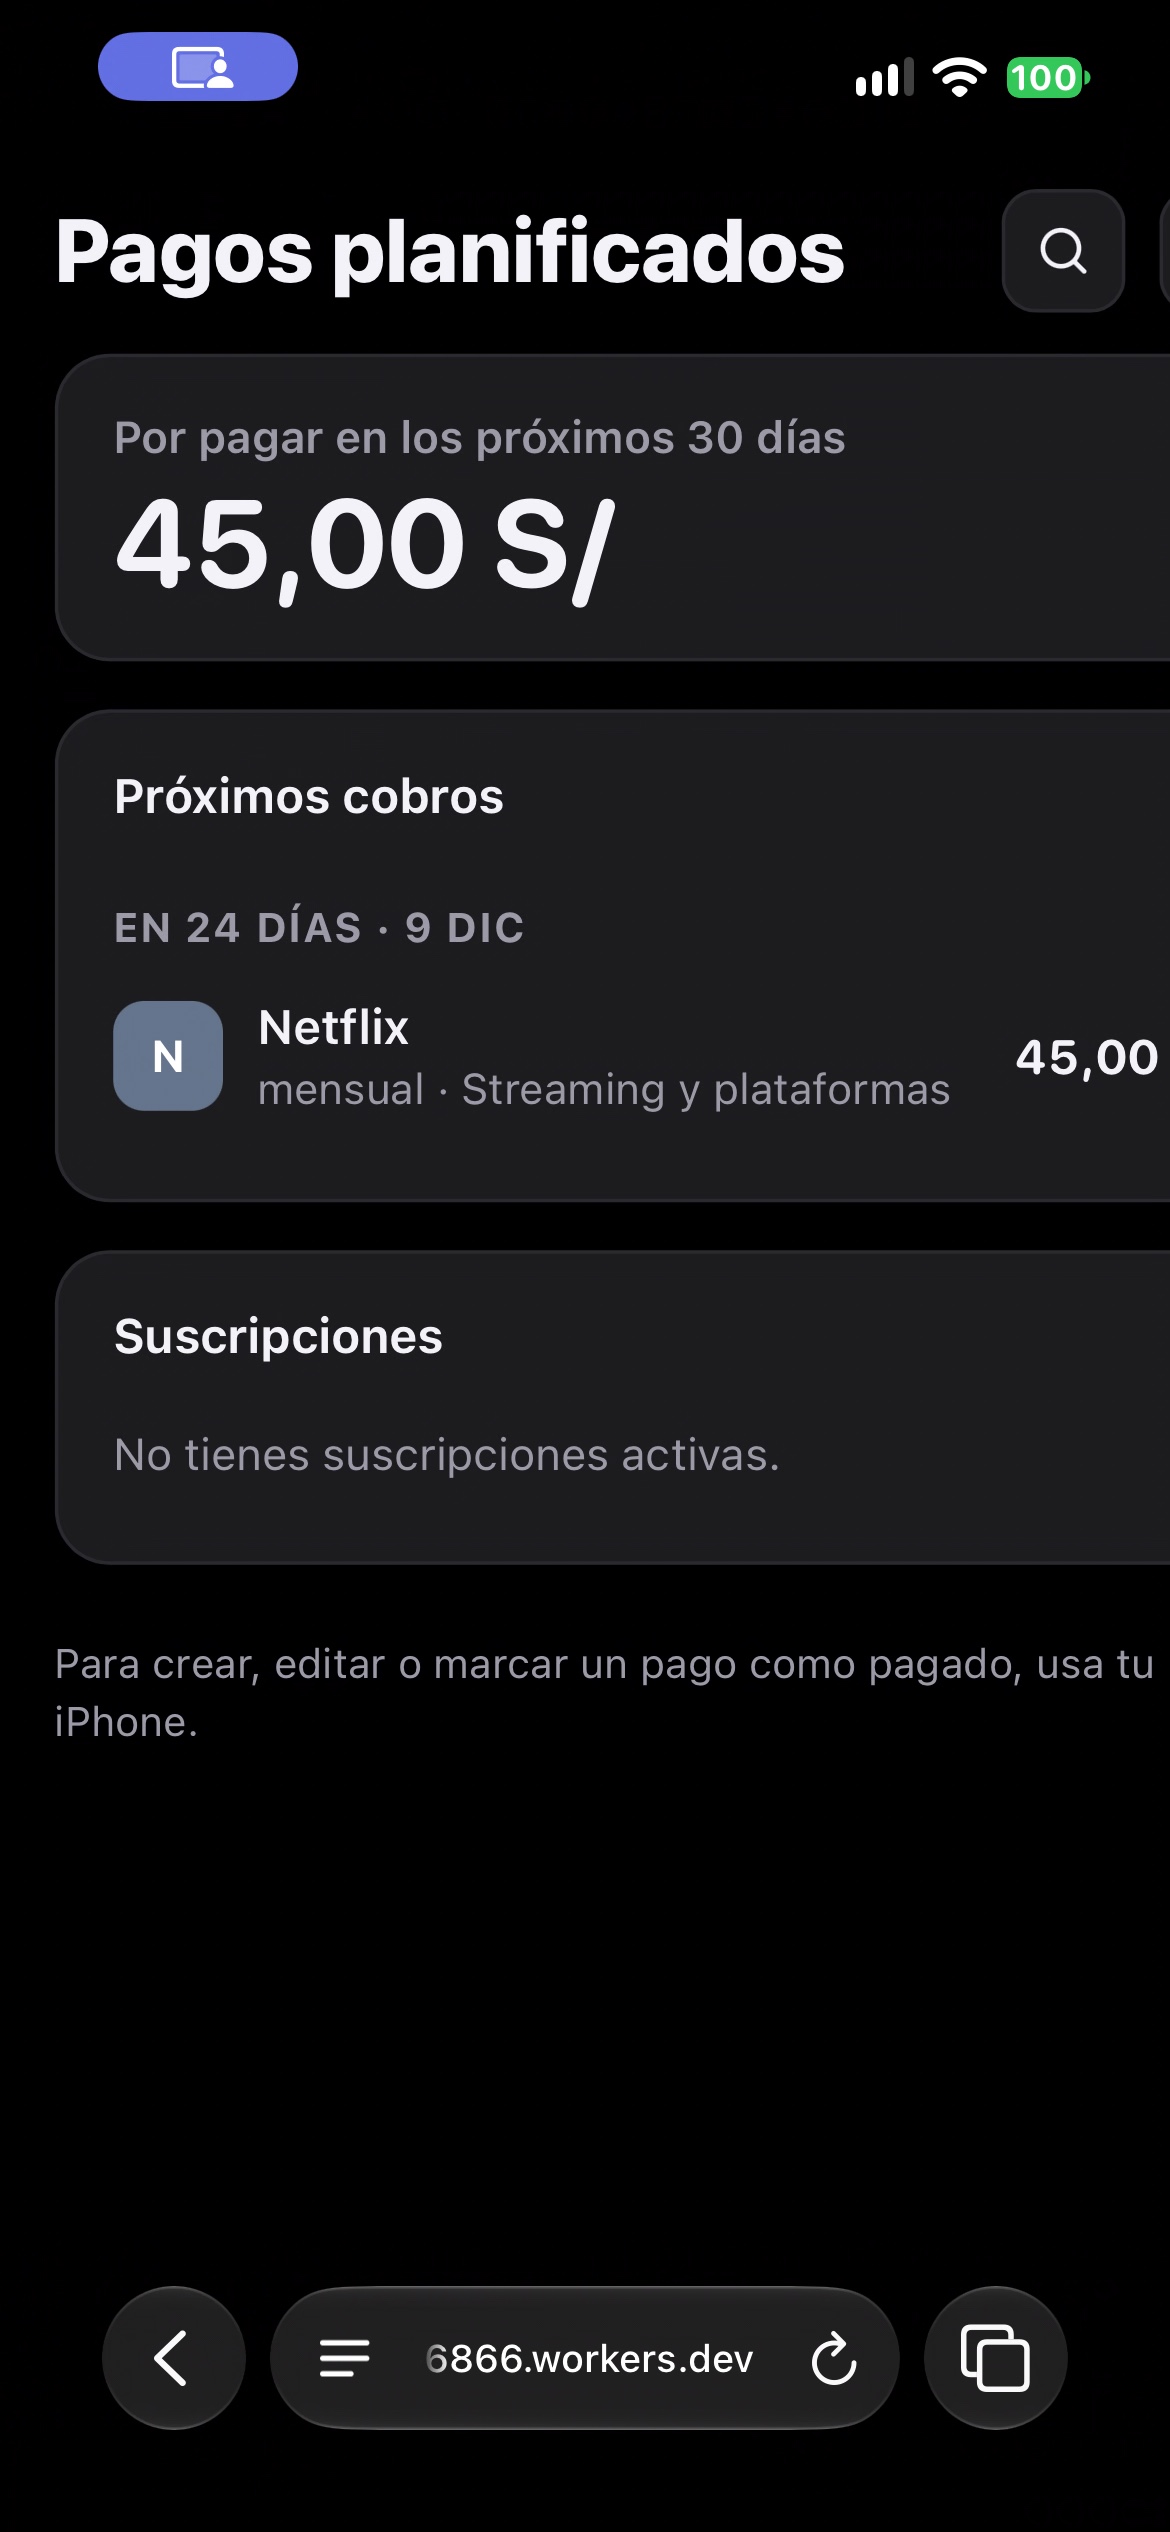 100
Pagos planificados
Por pagar en los próximos 30 días
45,00 S/
Próximos cobros
EN 24 DÍAS · 9 DIC
N
Netflix
45,00
mensual · Streaming y plataformas
Suscripciones
No tienes suscripciones activas.
Para crear, editar o marcar un pago como pagado, usa tu
iPhone.
6866.workers.dev